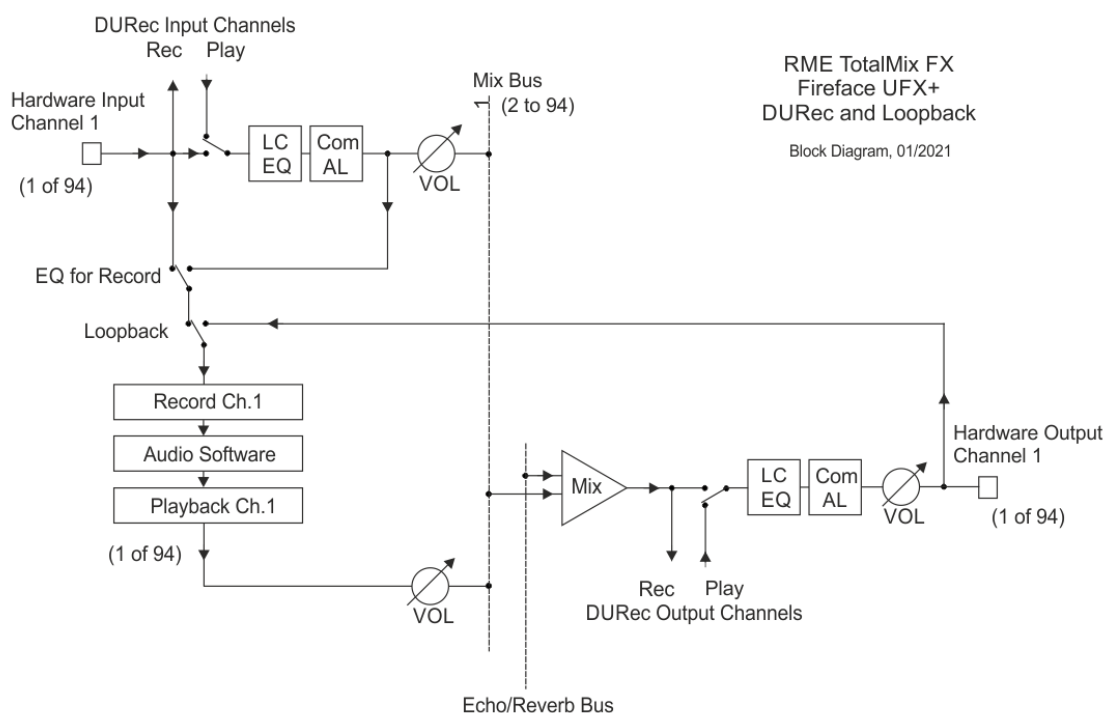 DURec Input Channels
Rec Play
RME TotalMix FX
Fireface UFX+
DURec and Loopback
Block Diagram, 01/2021
Hardware Input
Channel 1
(1 of 94)
LC
EQ
Com
AL
VOL
Mix Bus
1 (2 to 94)
EQ for Record
Loopback
Record Ch.1
Audio Software
Playback Ch.1
(1 of 94)
VOL
Mix
Rec Play
DURec Output Channels
LC
EQ
Com
AL
VOL
Hardware Output
Channel 1
(1 of 94)
Echo/Reverb Bus